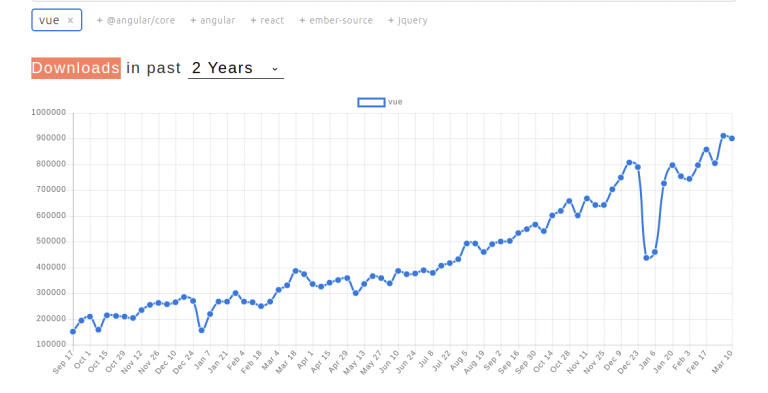 vue × + @angular/core + angular + react + ember-source + jquery
Downloads in past 2 Years
vue
1000000
900000
800000
700000
600000
500000
400000
300000
200000
100000
Sep 17 Oct 1 Oct 15 Oct 29 Nov 12 Nov 26 Dec 10 Dec 24 Jan 7 Jan 21 Feb 4 Feb 18 Mar 4 Mar 18 Apr 1 Apr 15 Apr 29 May 13 May 27 Jun 10 Jun 24 Jul 8 Jul 22 Aug 5 Aug 19 Sep 2 Sep 16 Sep 30 Oct 14 Oct 28 Nov 11 Nov 25 Dec 9 Dec 23 Jan 6 Jan 20 Feb 3 Feb 17 Mar 10